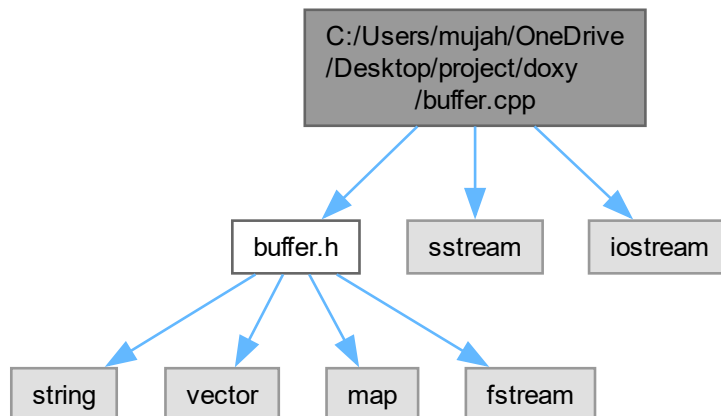 C:/Users/mujah/OneDrive
/Desktop/project/doxy
/buffer.cpp
buffer.h
sstream
iostream
string
vector
map
fstream